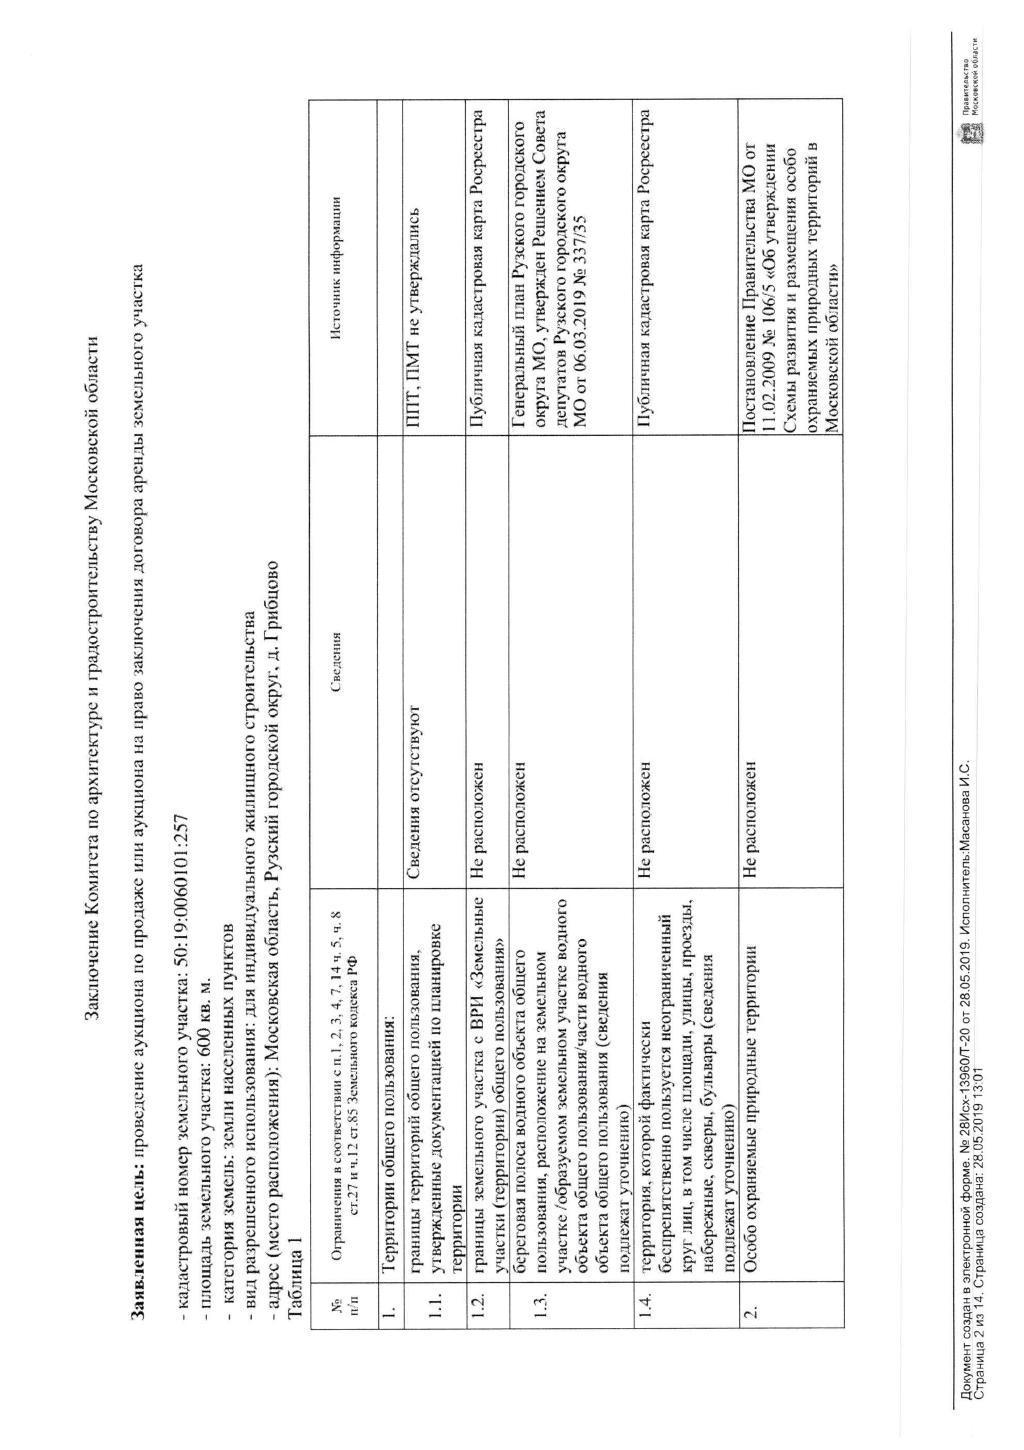 Заключение Комитета по архитектуре и градостроительству Московской области
Заявленная цель: проведение аукциона по продаже или аукциона на право заключения договора аренды земельного участка
- кадастровый номер земельного участка: 50:19:0060101:257
- площадь земельного участка: 600 кв. м.
- категория земель: земли населенных пунктов
- вид разрешенного использования: для индивидуального жилищного строительства
- адрес (место расположения): Московская область, Рузский городской округ, д. Грибцово
Таблица 1
№
п/п
Ограничения в соответствии с п.1, 2, 3, 4, 7, 14 ч. 5, ч. 8
ст.27 и ч.12 ст.85 Земельного кодекса РФ
Сведения
Источник информации
1.
Территории общего пользования:
1.1.
границы территорий общего пользования,
утвержденные документацией по планировке
территории
Сведения отсутствуют
ППТ, ПМТ не утверждались
1.2.
границы земельного участка с ВРИ «Земельные
участки (территории) общего пользования»
Не расположен
Публичная кадастровая карта Росреестра
1.3.
береговая полоса водного объекта общего
пользования, расположение на земельном
участке /образуемом земельном участке водного
объекта общего пользования/части водного
объекта общего пользования (сведения
подлежат уточнению)
Не расположен
Генеральный план Рузского городского
округа МО, утвержден Решением Совета
депутатов Рузского городского округа
МО от 06.03.2019 № 337/35
1.4.
территория, которой фактически
беспрепятственно пользуется неограниченный
круг лиц, в том числе площади, улицы, проезды,
набережные, скверы, бульвары (сведения
подлежат уточнению)
Не расположен
Публичная кадастровая карта Росреестра
2.
Особо охраняемые природные территории
Не расположен
Постановление Правительства МО от
11.02.2009 № 106/5 «Об утверждении
Схемы развития и размещения особо
охраняемых природных территорий в
Московской области»
Документ создан в электронной форме. № 28Исх-13960/Т-20 от 28.05.2019. Исполнитель:Масанова И.С.
Страница 2 из 14. Страница создана: 28.05.2019 13:01
Правительство
Московской области